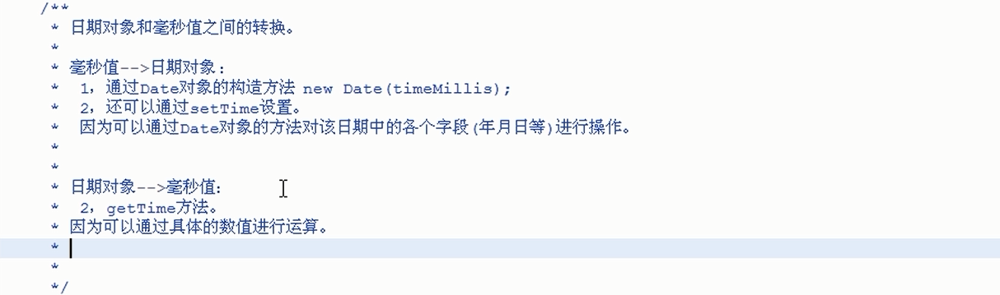 /**
* 日期对象和毫秒值之间的转换。
*
* 毫秒值-->日期对象：
* 1，通过Date对象的构造方法 new Date(timeMillis);
* 2，还可以通过setTime设置。
* 因为可以通过Date对象的方法对该日期中的各个字段(年月日等)进行操作。
*
*
* 日期对象-->毫秒值：
* 2，getTime方法。
* 因为可以通过具体的数值进行运算。
*
*
*/